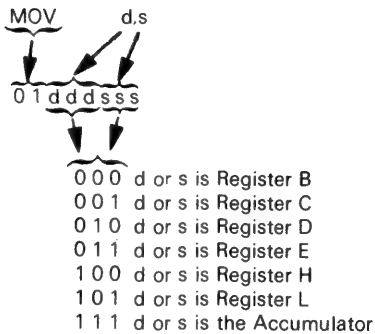 MOV d,s
0 1 d d d s s s
0 0 0 d or s is Register B
0 0 1 d or s is Register C
0 1 0 d or s is Register D
0 1 1 d or s is Register E
1 0 0 d or s is Register H
1 0 1 d or s is Register L
1 1 1 d or s is the Accumulator